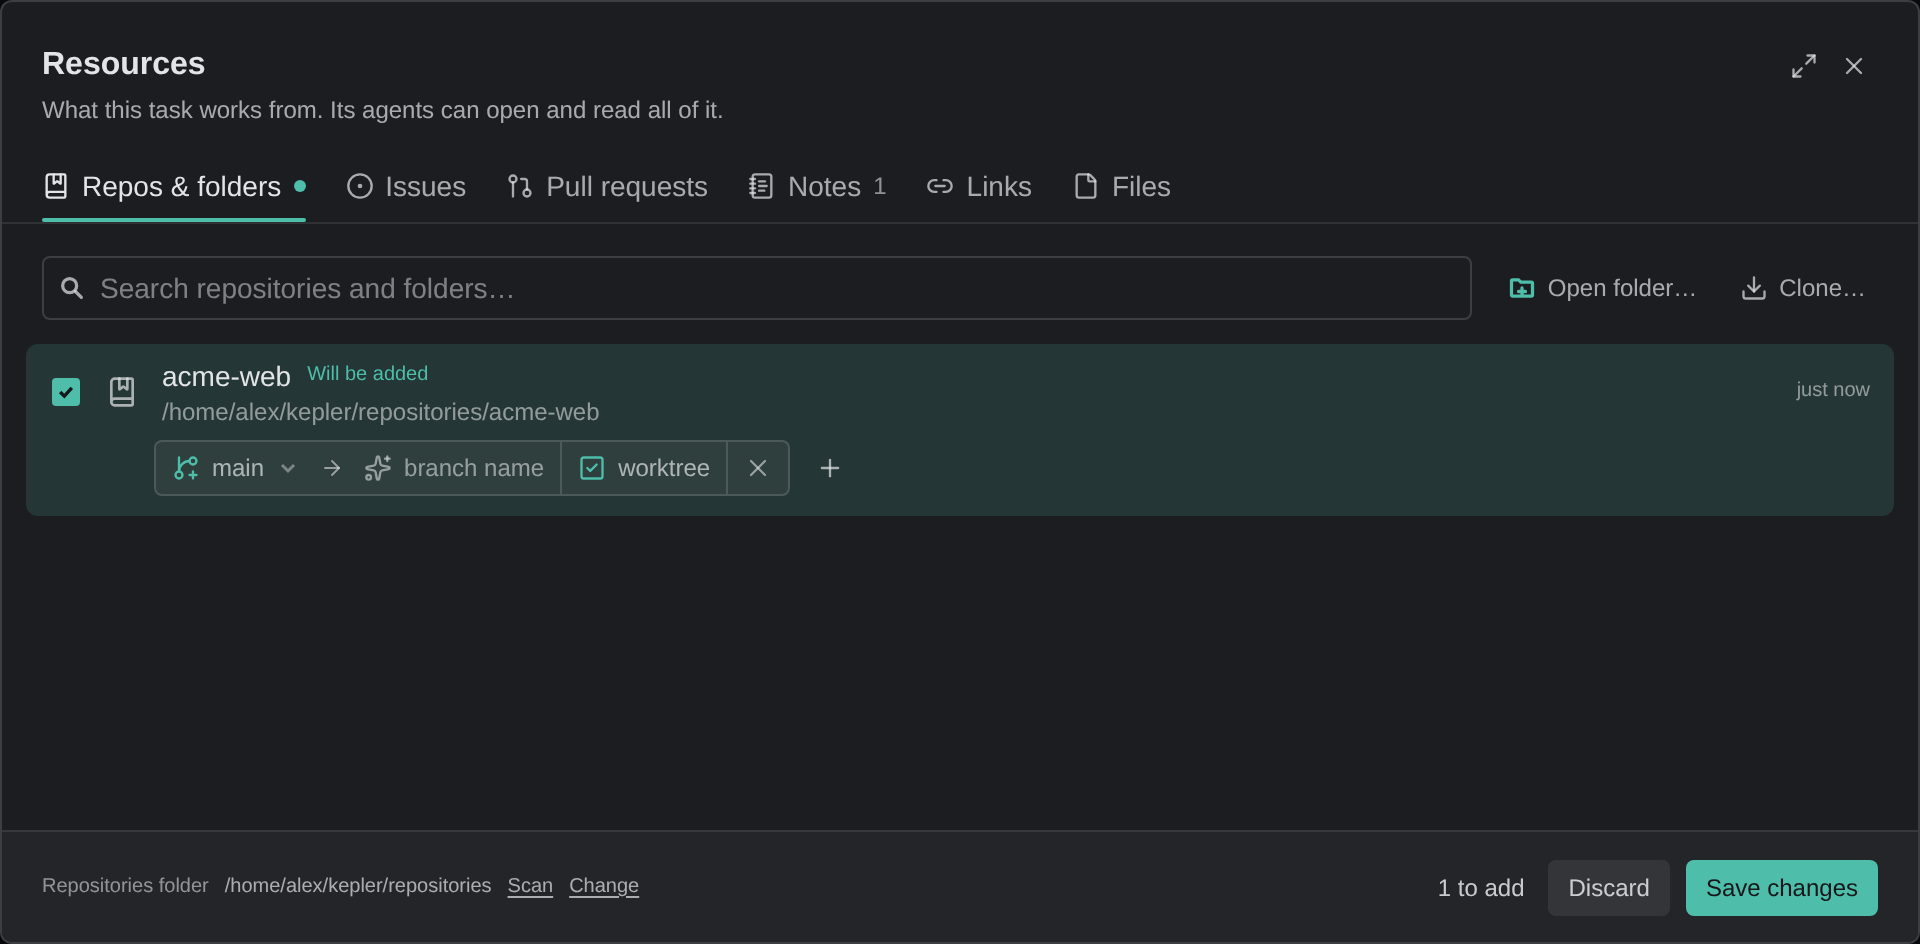 Resources
What this task works from. Its agents can open and read all of it.
Repos & folders Issues Pull requests Notes 1 Links Files
Search repositories and folders… Open folder… Clone…
acme-web Will be added
/home/alex/kepler/repositories/acme-web just now
main branch name worktree
Repositories folder /home/alex/kepler/repositories Scan Change 1 to add Discard Save changes